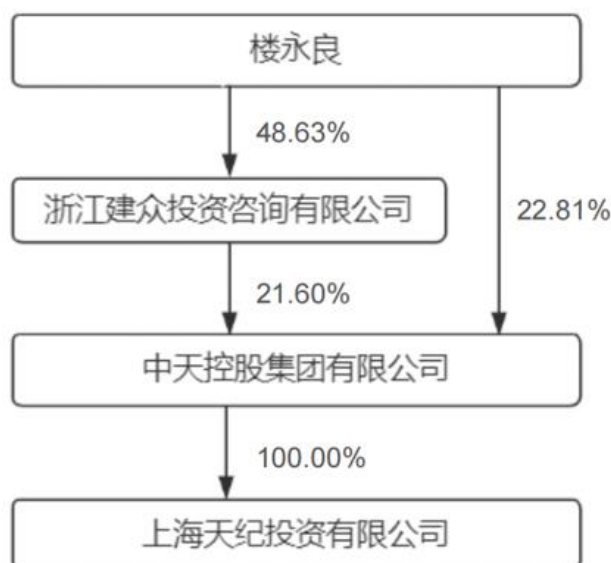 楼永良
48.63%
浙江建众投资咨询有限公司
22.81%
21.60%
中天控股集团有限公司
100.00%
上海天纪投资有限公司